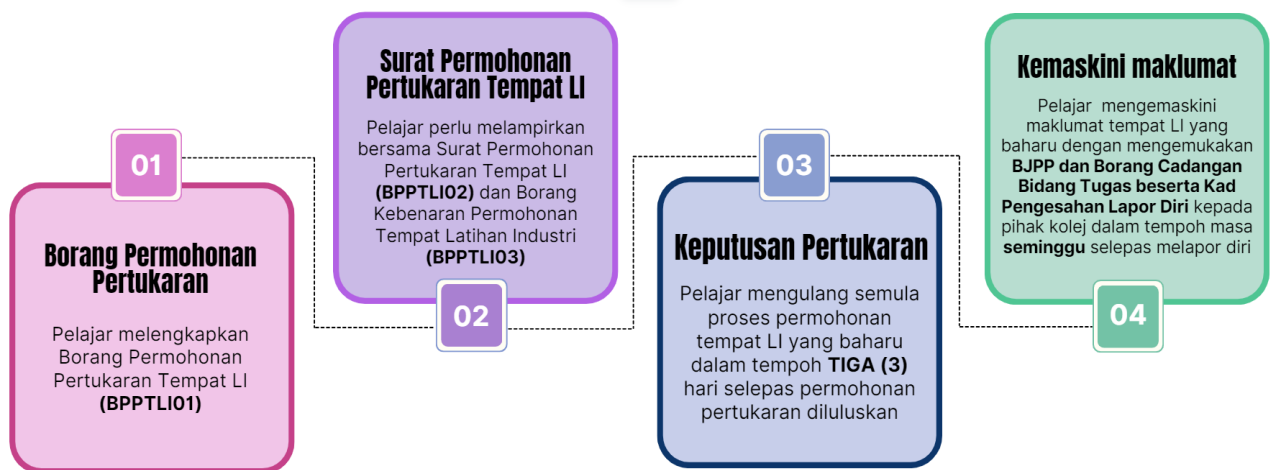 01
Borang Permohonan
Pertukaran
Pelajar melengkapkan
Borang Permohonan
Pertukaran Tempat LI
(BPPTLI01)
Surat Permohonan
Pertukaran Tempat LI
Pelajar perlu melampirkan
bersama Surat Permohonan
Pertukaran Tempat LI
(BPPTLI02) dan Borang
Kebenaran Permohonan
Tempat Latihan Industri
(BPPTLI03)
02
03
Keputusan Pertukaran
Pelajar mengulang semula
proses permohonan
tempat LI yang baharu
dalam tempoh TIGA (3)
hari selepas permohonan
pertukaran diluluskan
Kemaskini maklumat
Pelajar mengemaskini
maklumat tempat LI yang
baharu dengan mengemukakan
BJPP dan Borang Cadangan
Bidang Tugas beserta Kad
Pengesahan Lapor Diri kepada
pihak kolej dalam tempoh masa
seminggu selepas melapor diri
04